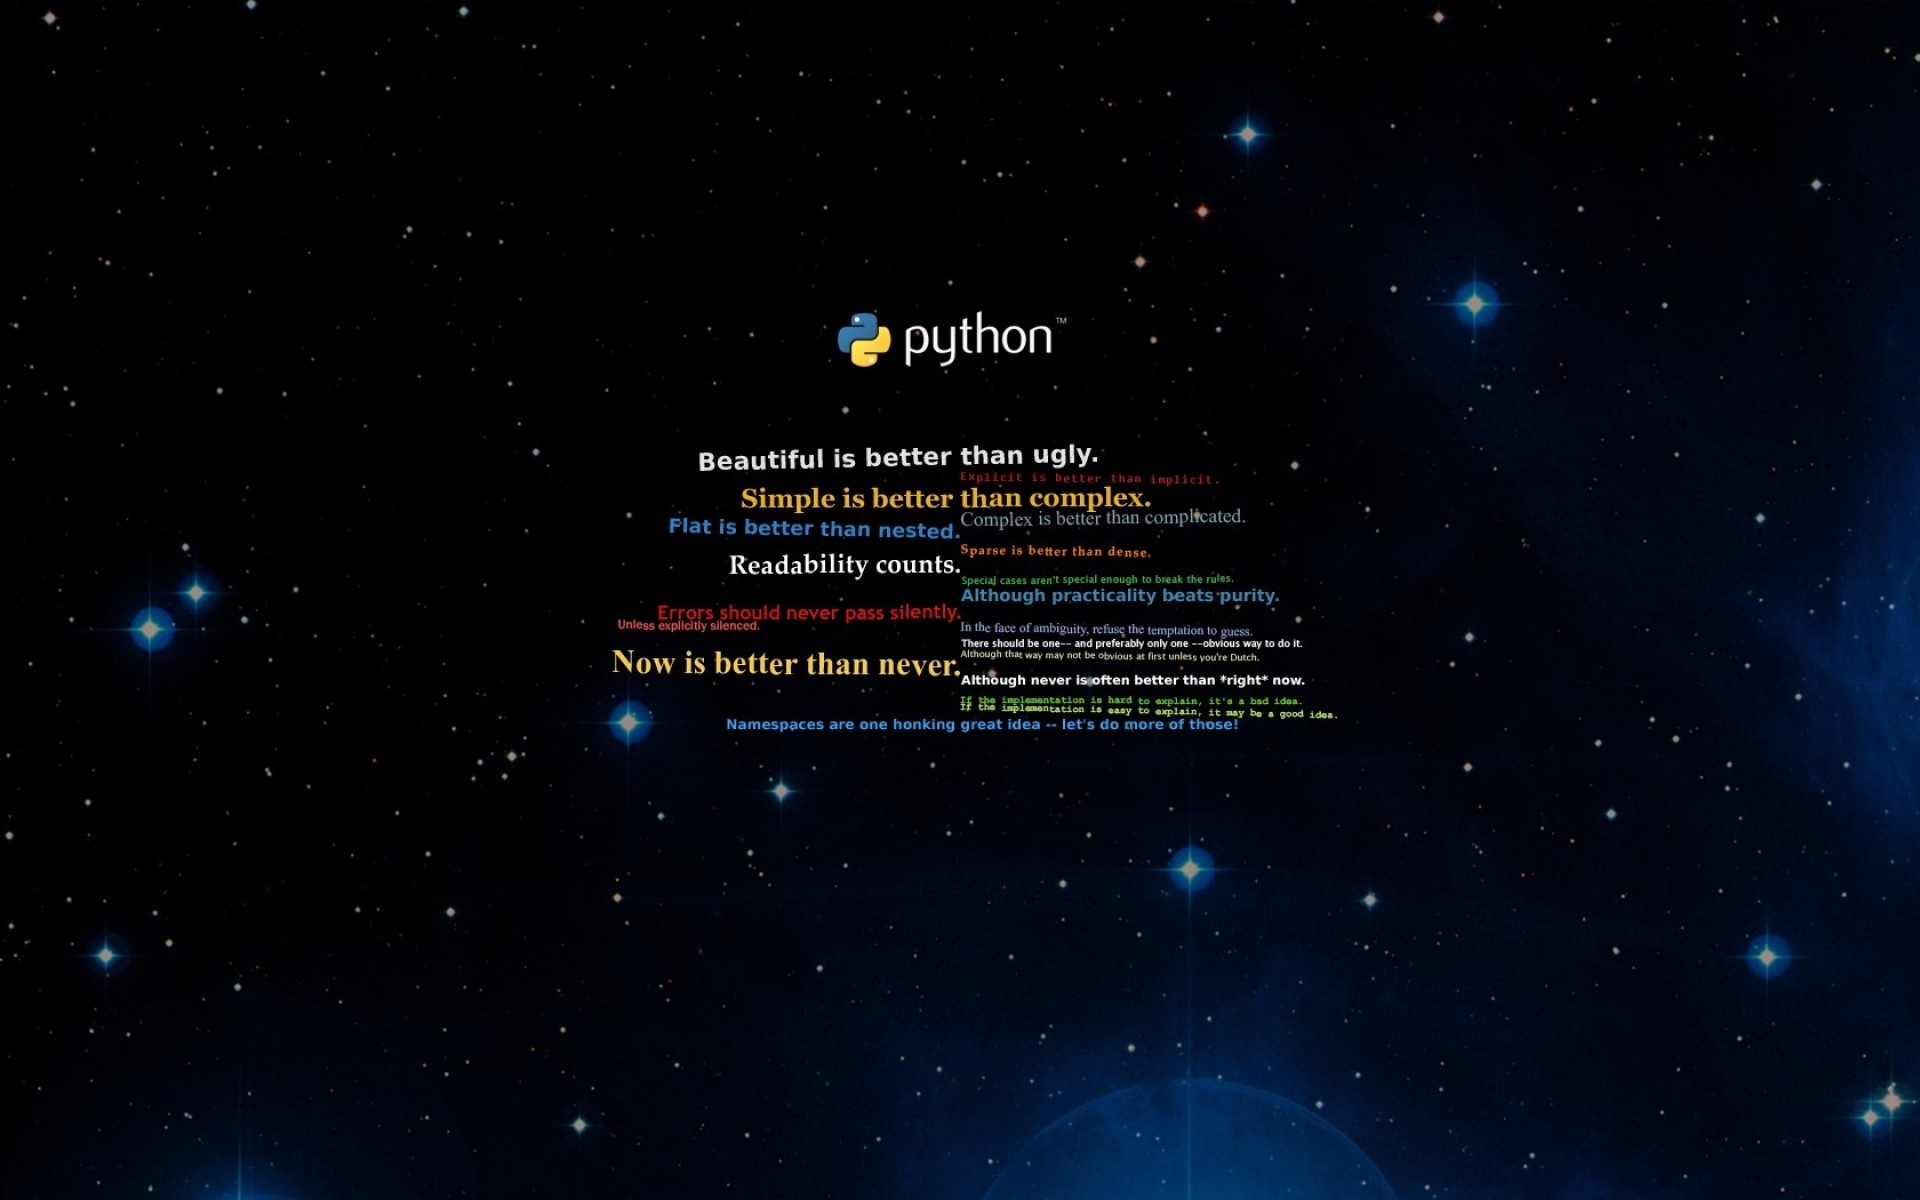 python™
Beautiful is better than ugly.
Explicit is better than implicit.
Simple is better than complex.
Complex is better than complicated.
Flat is better than nested.
Sparse is better than dense.
Readability counts.
Special cases aren't special enough to break the rules.
Although practicality beats purity.
Errors should never pass silently.
Unless explicitly silenced.
In the face of ambiguity, refuse the temptation to guess.
There should be one-- and preferably only one --obvious way to do it.
Although that way may not be obvious at first unless you're Dutch.
Now is better than never.
Although never is often better than *right* now.
If the implementation is hard to explain, it's a bad idea.
If the implementation is easy to explain, it may be a good idea.
Namespaces are one honking great idea -- let's do more of those!